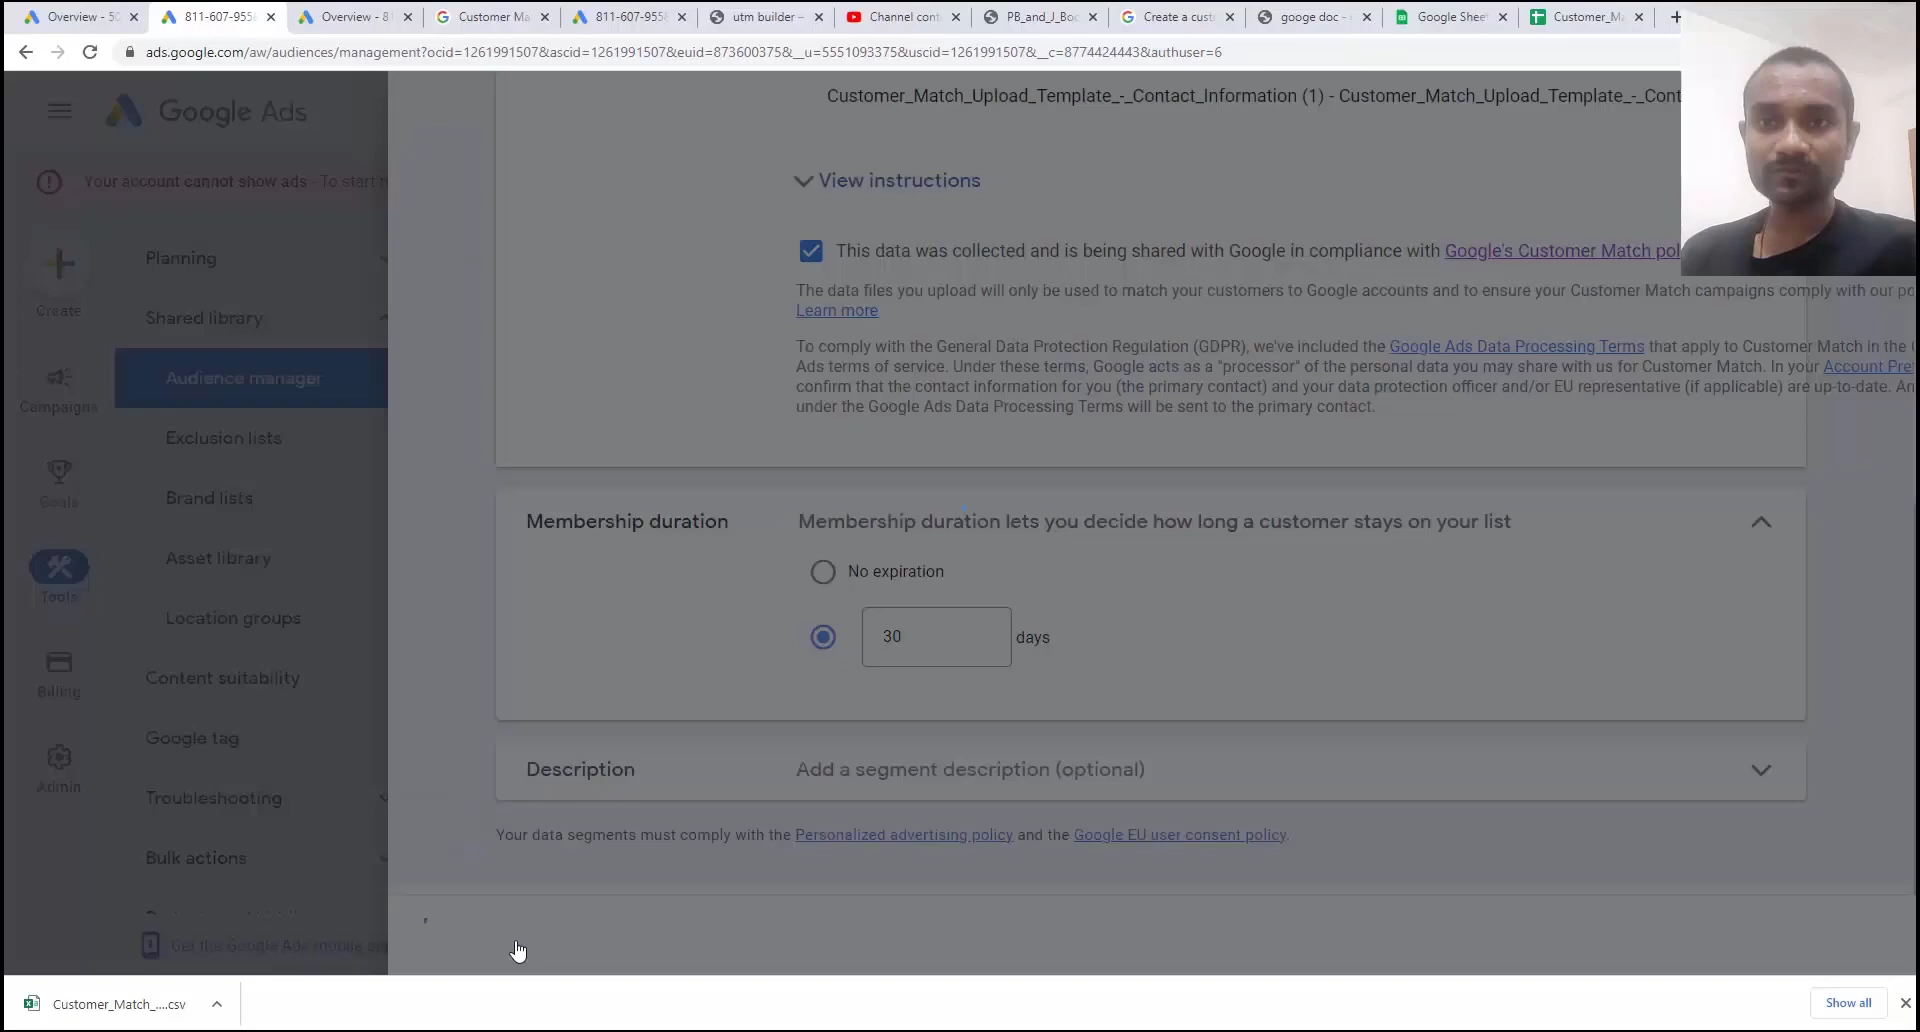 Overview - 50
811-607-955
Overview - 8
Customer Ma
811-607-955
utm builder –
Channel cont
PB_and_J_Boo
Create a cust
googe doc -
Google Sheet
Customer_M
ads.google.com/aw/audiences/management?ocid=1261991507&ascid=1261991507&euid=873600375&__u=5551093375&uscid=1261991507&__c=8774424443&authuser=6
Google Ads
Customer_Match_Upload_Template_-_Contact_Information (1) - Customer_Match_Upload_Template_-_Cont
Your account cannot show ads - To start
View instructions
This data was collected and is being shared with Google in compliance with Google's Customer Match pol
The data files you upload will only be used to match your customers to Google accounts and to ensure your Customer Match campaigns comply with our po
Learn more
To comply with the General Data Protection Regulation (GDPR), we've included the Google Ads Data Processing Terms that apply to Customer Match in the
Ads terms of service. Under these terms, Google acts as a "processor" of the personal data you may share with us for Customer Match. In your Account Pre
confirm that the contact information for you (the primary contact) and your data protection officer and/or EU representative (if applicable) are up-to-date. An
under the Google Ads Data Processing Terms will be sent to the primary contact.
Create
Campaigns
Goals
Tools
Billing
Admin
Planning
Shared library
Audience manager
Exclusion lists
Brand lists
Asset library
Location groups
Content suitability
Google tag
Troubleshooting
Bulk actions
Get the Google Ads mobile
Membership duration
Membership duration lets you decide how long a customer stays on your list
No expiration
30 days
Description
Add a segment description (optional)
Your data segments must comply with the Personalized advertising policy and the Google EU user consent policy.
Customer_Match_....csv
Show all